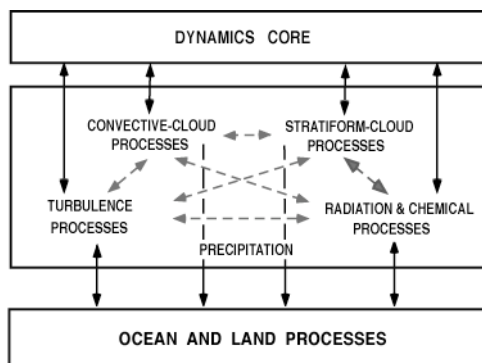 DYNAMICS CORE
CONVECTIVE-CLOUD
PROCESSES
STRATIFORM-CLOUD
PROCESSES
TURBULENCE
PROCESSES
RADIATION & CHEMICAL
PROCESSES
PRECIPITATION
OCEAN AND LAND PROCESSES